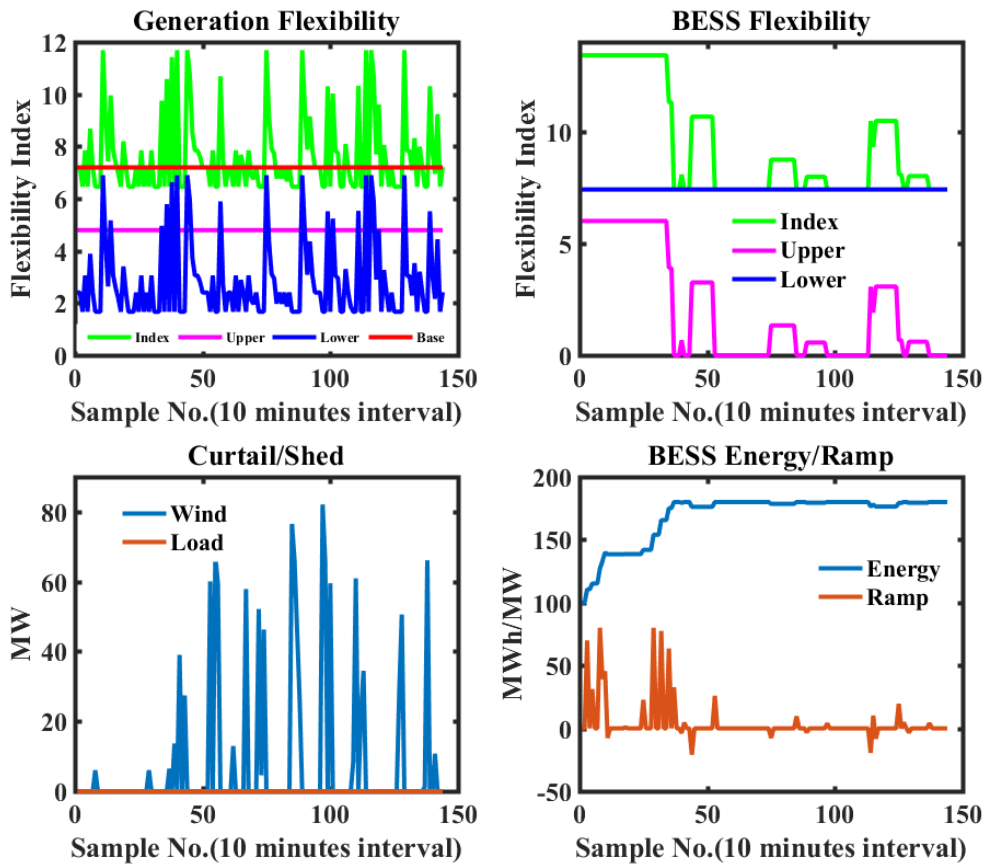 Generation Flexibility
Flexibility Index
12
10
8
6
4
2
0
Index Upper Lower Base
0 50 100 150
Sample No.(10 minutes interval)
BESS Flexibility
Flexibility Index
10
5
0
Index
Upper
Lower
0 50 100 150
Sample No.(10 minutes interval)
Curtail/Shed
MW
80
60
40
20
0
Wind
Load
0 50 100 150
Sample No.(10 minutes interval)
BESS Energy/Ramp
MWh/MW
200
150
100
50
0
-50
Energy
Ramp
0 50 100 150
Sample No.(10 minutes interval)